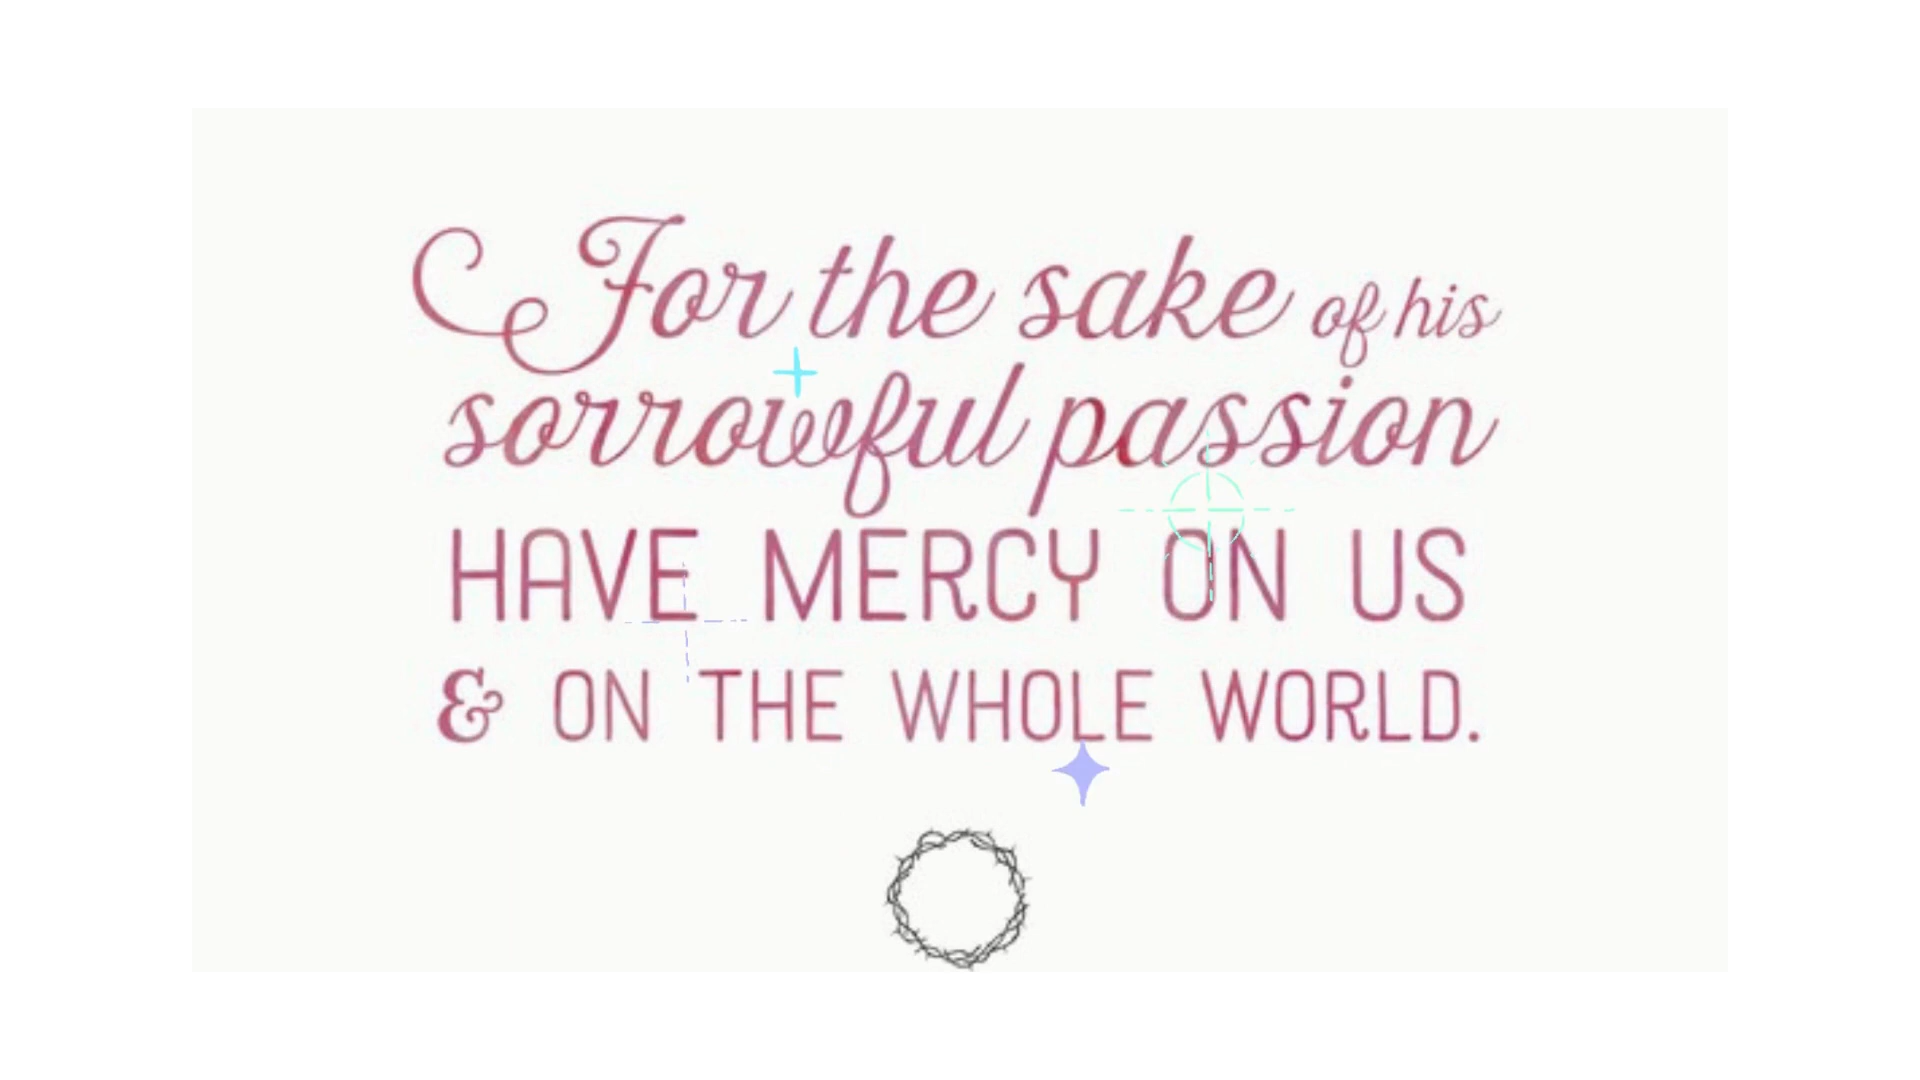 For the sake of his
sorrowful passion
HAVE MERCY ON US
& ON THE WHOLE WORLD.